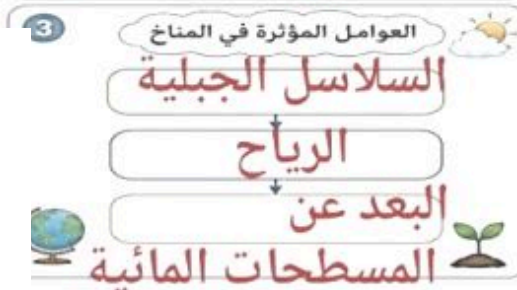 3
العوامل المؤثرة في المناخ
السلاسل الجبلية
الرياح
البعد عن
المسطحات المائية